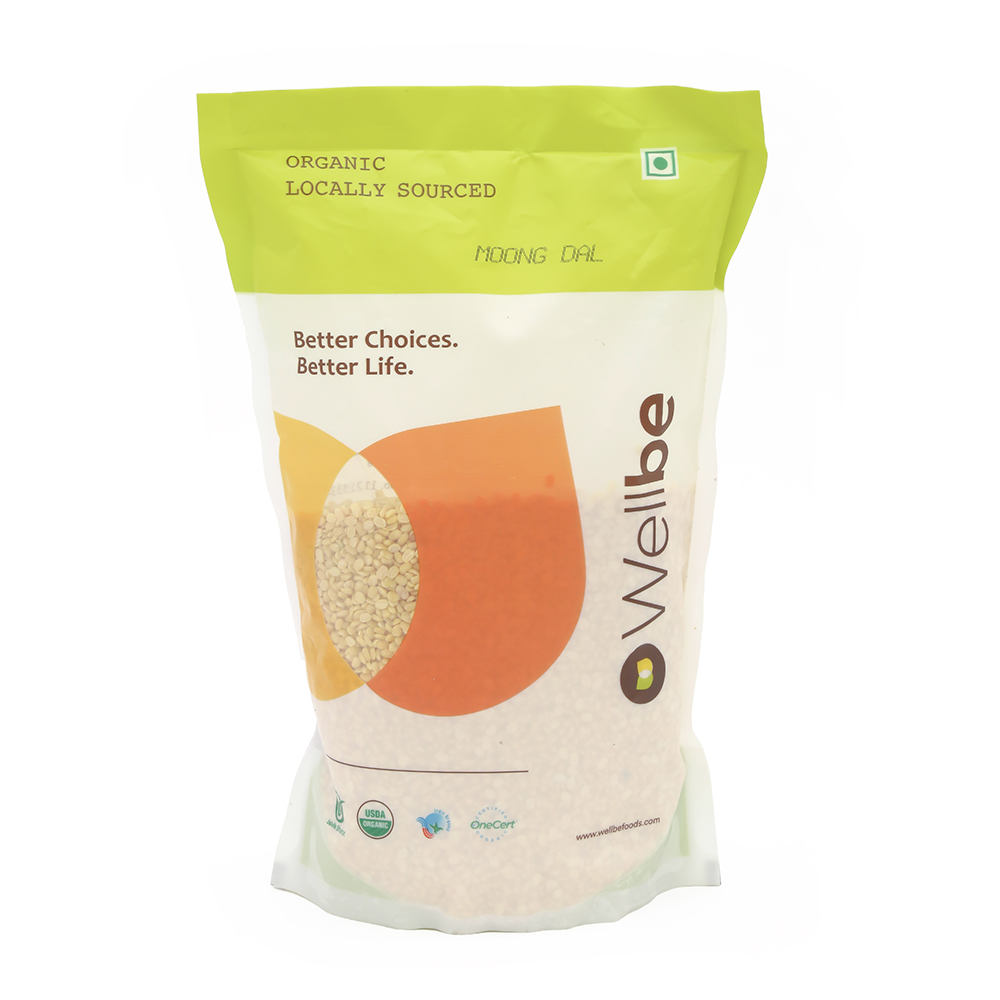 ORGANIC
LOCALLY SOURCED
MOONG DAL
Better Choices.
Better Life.
Wellbe
USDA
ORGANIC
OneCert
www.wellbefoods.com